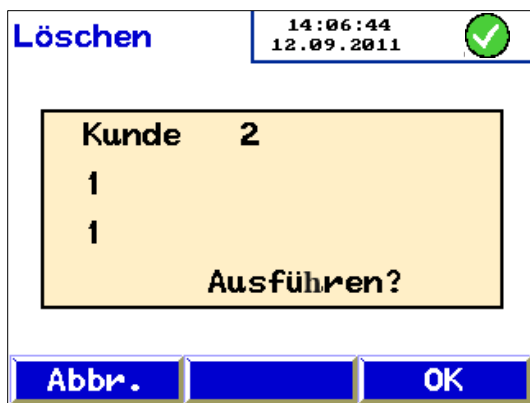 Löschen
14:06:44
12.09.2011
Kunde 2
1
1
Ausführen?
Abbr. OK